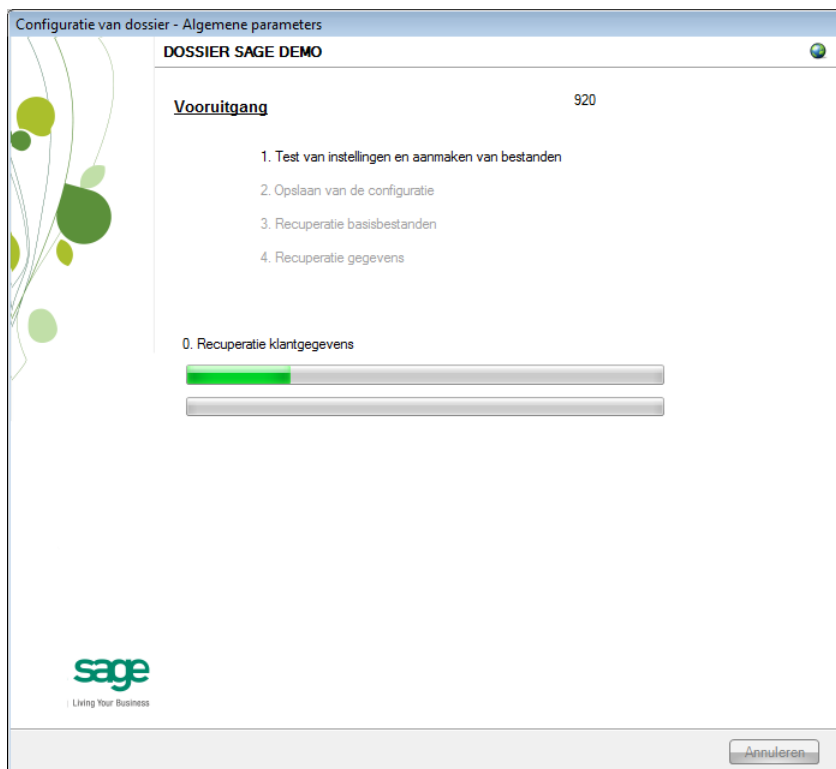 Configuratie van dossier - Algemene parameters
DOSSIER SAGE DEMO
Vooruitgang
920
1. Test van instellingen en aanmaken van bestanden
2. Opslaan van de configuratie
3. Recuperatie basisbestanden
4. Recuperatie gegevens
0. Recuperatie klantgegevens
sage
Living Your Business
Annuleren